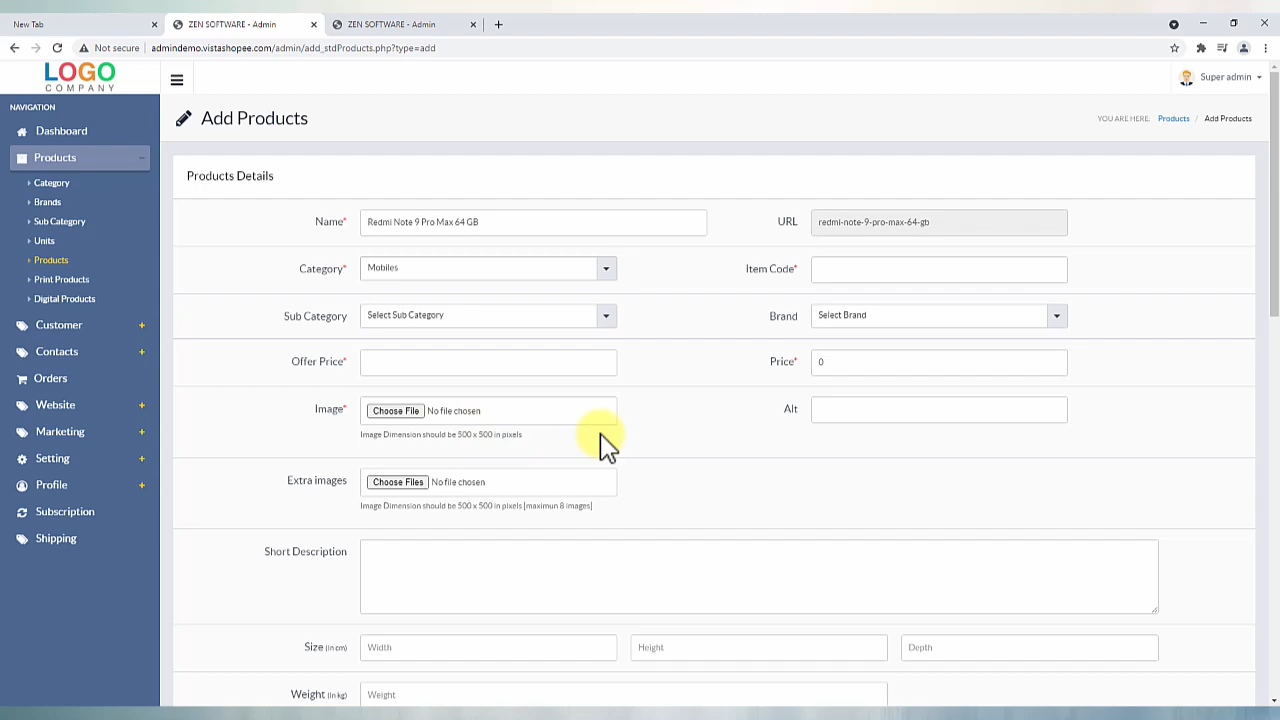 New Tab
ZEN SOFTWARE - Admin
ZEN SOFTWARE - Admin
Not secure
admindemo.vistashopee.com/admin/add_stdProducts.php?type=add
LOGO
COMPANY
Super admin
NAVIGATION
Dashboard
Products
Category
Brands
Sub Category
Units
Products
Print Products
Digital Products
Customer
Contacts
Orders
Website
Marketing
Setting
Profile
Subscription
Shipping
Add Products
YOU ARE HERE: Products / Add Products
Products Details
Name* Redmi Note 9 Pro Max 64 GB
URL redmi-note-9-pro-max-64-gb
Category* Mobiles
Item Code*
Sub Category Select Sub Category
Brand Select Brand
Offer Price*
Price* 0
Image* Choose File No file chosen
Alt
Image Dimension should be 500 x 500 in pixels
Extra images Choose Files No file chosen
Image Dimension should be 500 x 500 in pixels [maximun 8 images]
Short Description
Size (in cm) Width Height Depth
Weight (in kg) Weight